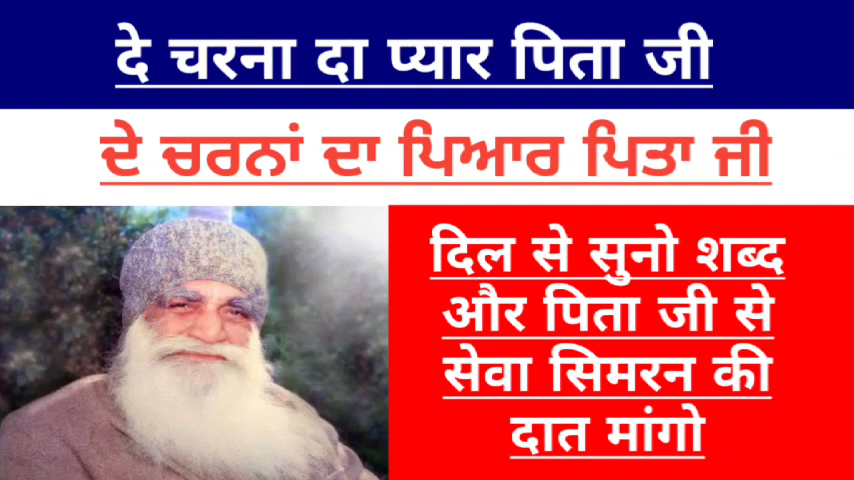 दे चरना दा प्यार पिता जी
ਦੇ ਚਰਨਾਂ ਦਾ ਪਿਆਰ ਪਿਤਾ ਜੀ
दिल से सुनो शब्द
और पिता जी से
सेवा सिमरन की
दात मांगो